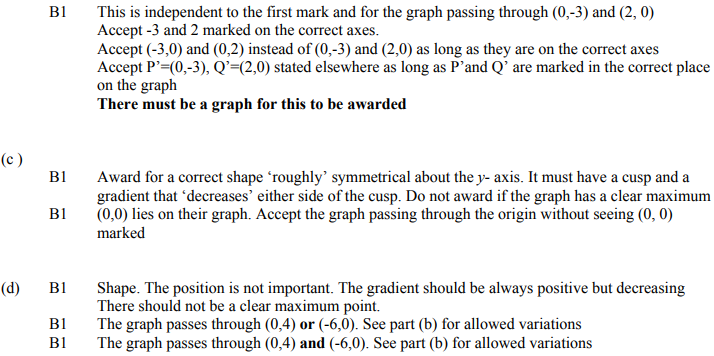 B1 This is independent to the first mark and for the graph passing through (0,-3) and (2, 0)
Accept -3 and 2 marked on the correct axes.
Accept (-3,0) and (0,2) instead of (0,-3) and (2,0) as long as they are on the correct axes
Accept P’=(0,-3), Q’=(2,0) stated elsewhere as long as P’and Q’ are marked in the correct place
on the graph
There must be a graph for this to be awarded
(c )
B1 Award for a correct shape ‘roughly’ symmetrical about the y- axis. It must have a cusp and a
gradient that ‘decreases’ either side of the cusp. Do not award if the graph has a clear maximum
B1 (0,0) lies on their graph. Accept the graph passing through the origin without seeing (0, 0)
marked
(d) B1 Shape. The position is not important. The gradient should be always positive but decreasing
There should not be a clear maximum point.
B1 The graph passes through (0,4) or (-6,0). See part (b) for allowed variations
B1 The graph passes through (0,4) and (-6,0). See part (b) for allowed variations